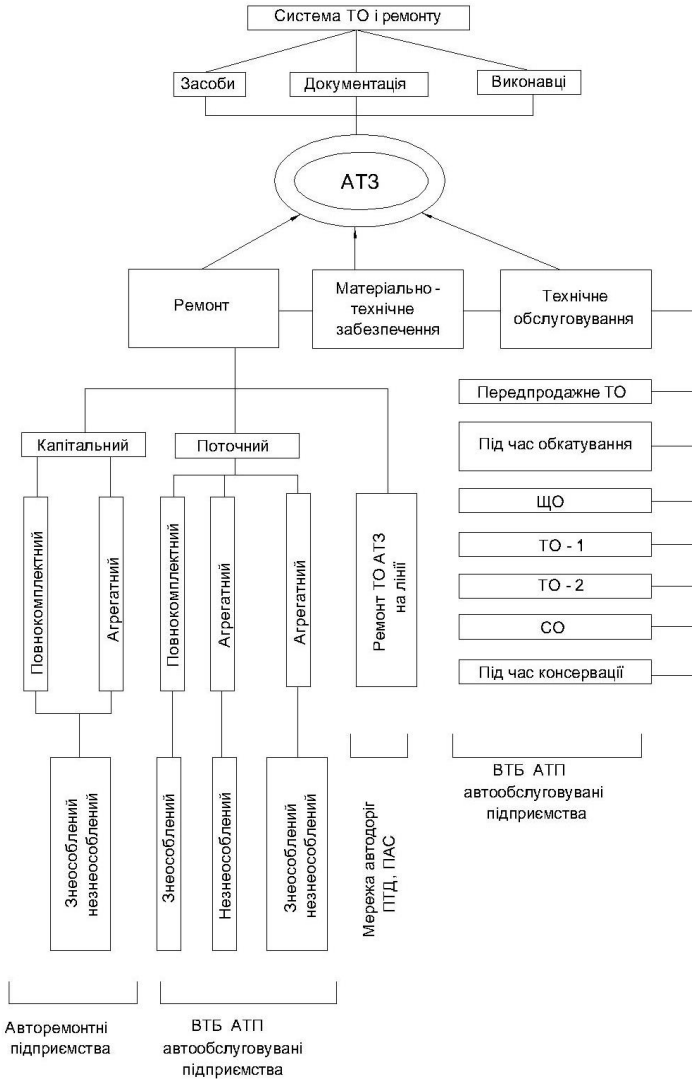 Система ТО і ремонту
Засоби
Документація
Виконавці
АТЗ
Ремонт
Матеріально -
технічне
забезпечення
Технічне
обслуговування
Передпродажне ТО
Капітальний
Поточний
Під час обкатування
ЩО
ТО - 1
ТО - 2
СО
Під час консервації
Повнокомплектний
Агрегатний
Повнокомплектний
Агрегатний
Агрегатний
Ремонт ТО АТЗ
на лінії
Знеособлений
незнеособлений
Знеособлений
Незнеособлений
Знеособлений
незнеособлений
Мережа автодоріг
ПТД, ПАС
ВТБ АТП
автообслуговувані
підприємства
Авторемонтні
підприємства
ВТБ АТП
автообслуговувані
підприємства